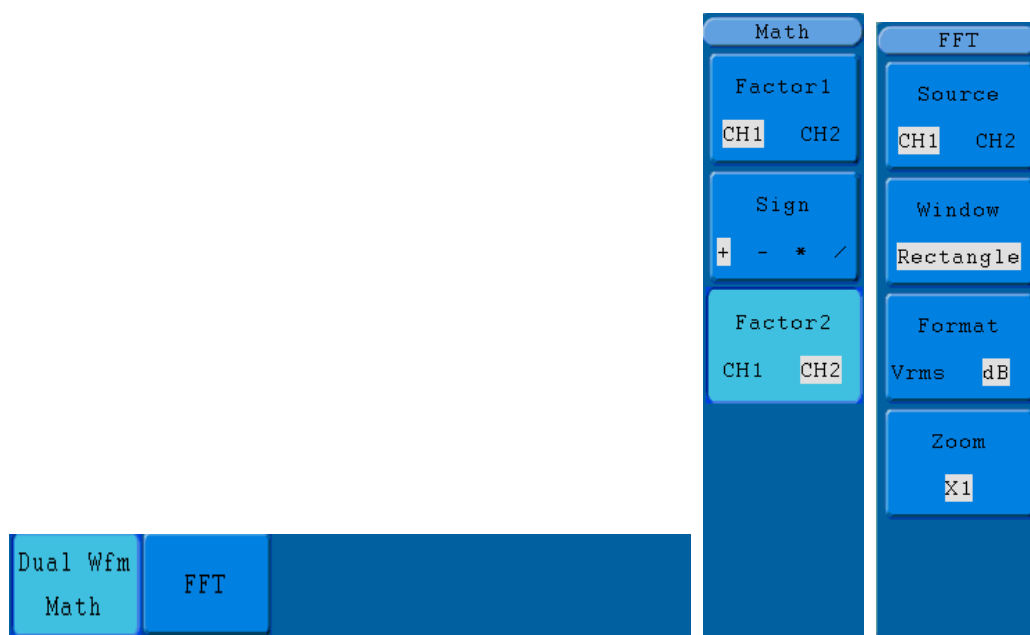 Math
Factor1
CH1 CH2
Sign
+ - * /
Factor2
CH1 CH2
FFT
Source
CH1 CH2
Window
Rectangle
Format
Vrms dB
Zoom
X1
Dual Wfm
Math
FFT